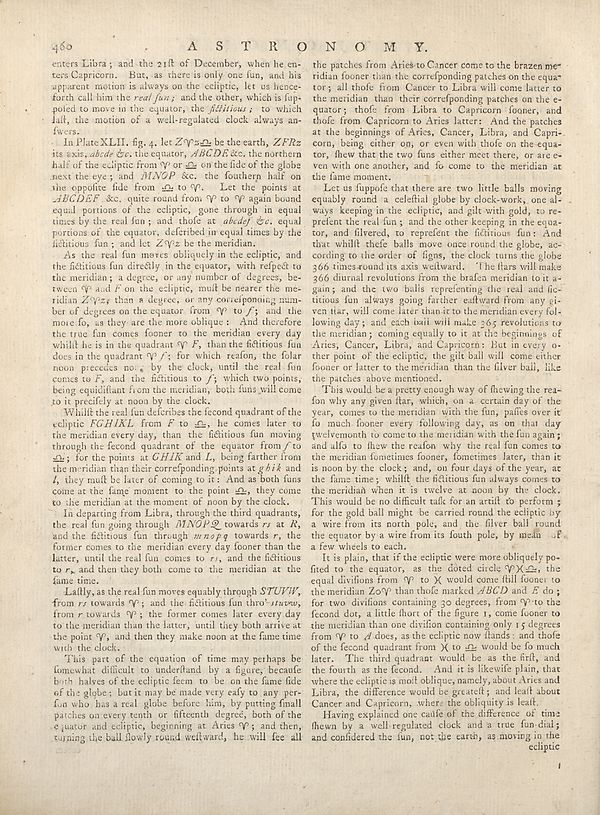 460 . A S T R O N O M Y.
enters Libra ; and the 21ſt of December, when he en-
ters Capricorn. But, as there is only one ſun, and his
apparent motion is always on the ecliptic, let us hence-
forth call him the real ſun ; and the other, which is ſup-
poſed to move in the equator, the fictitious ; to which
laſt, the motion of a well-regulated clock always an-
ſwers.
In Plate XLII. fig. 4. let Z♈z♎ be the earth, ZFRz
its axis, abcde &c. the equator, ABCDE &c. the northern
half of the ecliptic from ♈ to ♎ on the ſide of the globe
next the eye ; and MNOP &c. the ſouthern half on
the oppoſite ſide from ♎ to ♈. Let the points at
ABCDEF &c. quite round from ♈ to ♈ again bound
equal portions of the ecliptic, gone through in equal
times by the real ſun ; and thoſe at abcdef &c. equal
portions of the equator, deſcribed in equal times by the
fictitious ſun ; and let Z♈z be the meridian.
As the real ſun moves obliquely in the ecliptic, and
the fictitious ſun directly in the equator, with reſpect to
the meridian ; a degree, or any number of degrees, be-
tween ♈ and F on the ecliptic, muſt be nearer the me-
ridian Z♈z, than a degree, or any correſponding num-
ber of degrees on the equator from ♈ to f; and the
more ſo, as they are the more oblique : And therefore
the true ſun comes ſooner to the meridian every day
whilſt he is in the quadrant ♈ F, than the fictitious ſun
does in the quadrant ♈ f; for which reaſon, the ſolar
noon precedes noon by the clock, until the real ſun
comes to F, and the fictitious to f; which two points,
being equidiſtant from the meridian, both ſuns will come
to it preciſely at noon by the clock.
Whilſt the real ſun deſcribes the ſecond quadrant of the
ecliptic FGHIKL from F to ♎, he comes later to
the meridian every day, than the fictitious ſun moving
through the ſecond quadrant of the equator from f to
♎; for the points at GHIK and L, being farther from
the meridian than their correſponding points at g h i k and
l, they muſt be later of coming to it : And as both ſuns
come at the ſame moment to the point ♎, they come
to the meridian at the moment of noon by the clock.
In departing from Libra, through the third quadrants,
the real ſun going through MNOPQ towards rs at R,
and the fictitious ſun through mnopq towards r, the
former comes to the meridian every day ſooner than the
latter, until the real ſun comes to rs, and the fictitious
to r, and then they both come to the meridian at the
ſame time.
Laſtly, as the real ſun moves equably through STUVW,
from rs towards ♈ ; and the fictitious ſun thro' stuvw,
from r towards ♈ ; the former comes later every day
to the meridian than the latter, until they both arrive at
the point ♈, and then they make noon at the ſame time
with the clock.
This part of the equation of time may perhaps be
ſomewhat difficult to underſtand by a figure, becauſe
both halves of the ecliptic ſeem to be on the ſame ſide
of the globe ; but it may be made very eaſy to any per-
ſon who has a real globe before him, by putting ſmall
patches on every tenth or fifteenth degree, both of the
equator and ecliptic, beginning at Aries ♈; and then,
turning the ball ſlowly round weſtward, he will ſee all
the patches from Aries to Cancer come to the brazen me-
ridian ſooner than the correſponding patches on the equa-
tor ; all thoſe from Cancer to Libra will come latter to
the meridian than their correſponding patches on the e-
quator ; thoſe from Libra to Capricorn ſooner, and
thoſe from Capricorn to Aries latter: And the patches
at the beginnings of Aries, Cancer, Libra, and Capri-
corn, being either on, or even with thoſe on the equa-
tor, ſhew that the two ſuns either meet there, or are e-
ven with one another, and ſo come to the meridian at
the ſame moment.
Let us ſuppoſe that there are two little balls moving
equably round a celeſtial globe by clock-work, one al-
ways keeping in the ecliptic, and gilt with gold, to re-
preſent the real ſun ; and the other keeping in the equa-
tor, and ſilvered, to repreſent the fictitious ſun: And
that whilſt theſe balls move once round the globe, ac-
cording to the order of ſigns, the clock turns the globe
366 times round its axis weſtward. The ſtars will make
366 diurnal revolutions from the braſen meridian to it a-
gain ; and the two balls repreſenting the real and fic-
titious ſun always going farther eaſtward from any gi-
ven ſtar, will come later than it to the meridian every fol-
lowing day ; and each ball will make 365 revolutions to
the meridian ; coming equally to it at the beginnings of
Aries, Cancer, Libra, and Capricorn : But in every o-
ther point of the ecliptic, the gilt ball will come either
ſooner or latter to the meridian than the ſilver ball, like
the patches above mentioned.
This would be a pretty enough way of ſhewing the rea-
ſon why any given ſtar, which, on a certain day of the
year, comes to the meridian with the ſun, paſſes over it
ſo much ſooner every following day, as on that day
twelvemonth to come to the meridian with the ſun again ;
and alſo to ſhew the reaſon why the real ſun comes to
the meridian ſometimes ſooner, ſometimes later, than it
is noon by the clock ; and, on four days of the year, at
the ſame time ; whilſt the fictitious ſun always comes to
the meridian when it is twelve at noon by the clock.
This would be no difficult taſk for an artiſt to perform ;
for the gold ball might be carried round the ecliptic by
a wire from its north pole, and the ſilver ball round
the equator by a wire from its ſouth pole, by mean of
a few wheels to each.
It is plain, that if the ecliptic were more obliquely po-
ſited to the equator, as the doted circle ♈X♎, the
equal diviſions from ♈ to X would come ſtill ſooner to
the meridian Zo♈ than thoſe marked ABCD and E do ;
for two diviſions containing 30 degrees, from ♈ to the
ſecond dot, a little ſhort of the figure 1, come ſooner to
the meridian than one diviſion containing only 15 degrees
from ♈ to A does, as the ecliptic now ſtands : and thoſe
of the ſecond quadrant from X to ♎ would be ſo much
later. The third quadrant would be as the firſt, and
the fourth as the ſecond. And it is likewiſe plain, that
where the ecliptic is moſt oblique, namely, about Aries and
Libra, the difference would be greateſt ; and leaſt about
Cancer and Capricorn, where the obliquity is leaſt.
Having explained one cauſe of the difference of time
ſhewn by a well-regulated clock and a true ſun-dial ;
and conſidered the ſun, not the earth, as moving in the
ecliptic